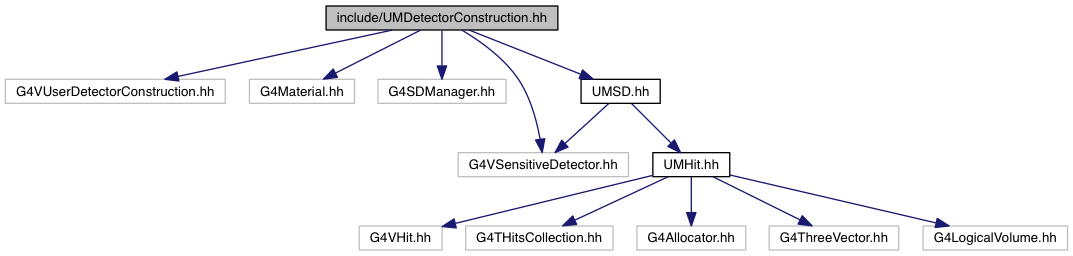 include/UMDetectorConstruction.hh
G4VUserDetectorConstruction.hh
G4Material.hh
G4SDManager.hh
UMSD.hh
G4VSensitiveDetector.hh
UMHit.hh
G4VHit.hh
G4THitsCollection.hh
G4Allocator.hh
G4ThreeVector.hh
G4LogicalVolume.hh